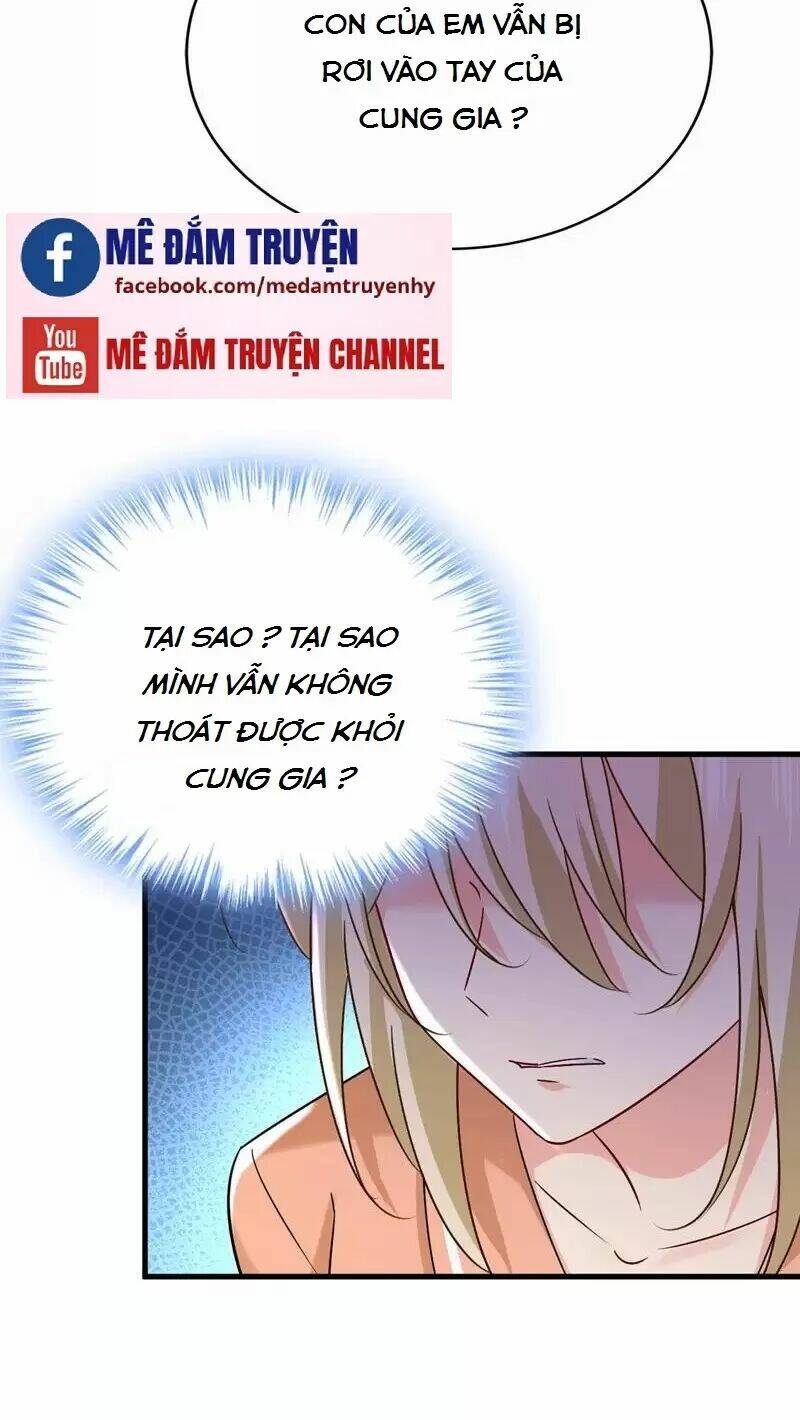 CON CỦA EM VẪN BỊ
RƠI VÀO TAY CỦA
CUNG GIA ?
f MÊ ĐẮM TRUYỆN
facebook.com/medamtruyenhy
You
Tube
MÊ ĐẮM TRUYỆN CHANNEL
TẠI SAO ? TẠI SAO
MÌNH VẪN KHÔNG
THOÁT ĐƯỢC KHỎI
CUNG GIA ?